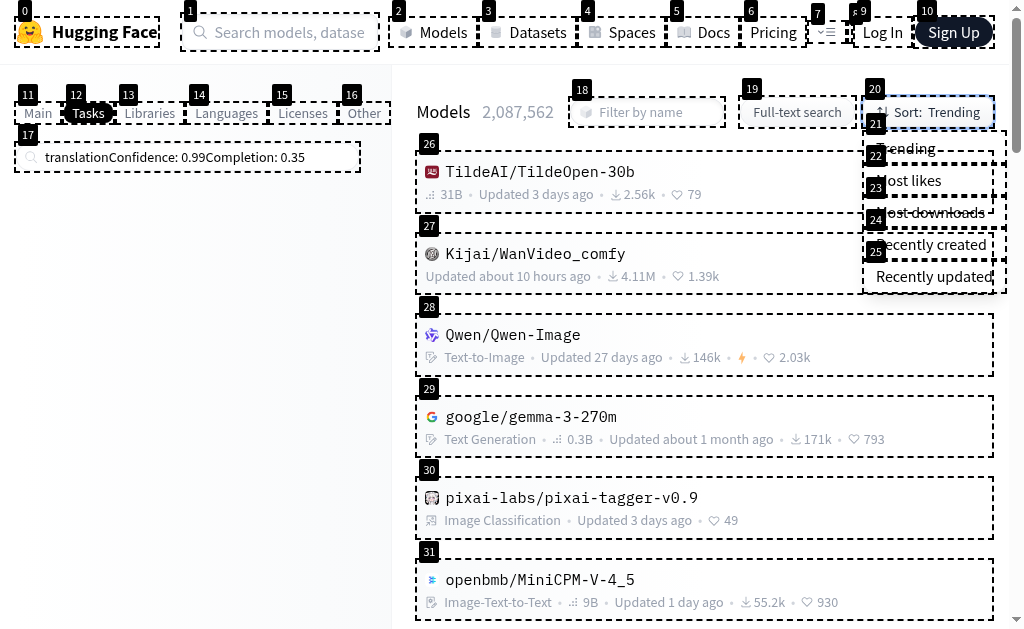 0 1 2 3 4 5 6 7 8 9 10
Hugging Face
Search models, datase
Models
Datasets
Spaces
Docs
Pricing
Log In
Sign Up
11 12 13 14 15 16
Main
Tasks
Libraries
Languages
Licenses
Other
17
translationConfidence: 0.99Completion: 0.35
18 19 20
Models 2,087,562
Filter by name
Full-text search
Sort: Trending
21
Trending
22
Most likes
23
Most downloads
24
Recently created
25
Recently updated
26
TildeAI/TildeOpen-30b
31B • Updated 3 days ago • 2.56k • 79
27
Kijai/WanVideo_comfy
Updated about 10 hours ago • 4.11M • 1.39k
28
Qwen/Qwen-Image
Text-to-Image • Updated 27 days ago • 146k • • 2.03k
29
google/gemma-3-270m
Text Generation • 0.3B • Updated about 1 month ago • 171k • 793
30
pixai-labs/pixai-tagger-v0.9
Image Classification • Updated 3 days ago • 49
31
openbmb/MiniCPM-V-4_5
Image-Text-to-Text • 9B • Updated 1 day ago • 55.2k • 930